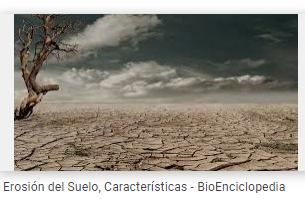 Erosión del Suelo, Características - BioEnciclopedia